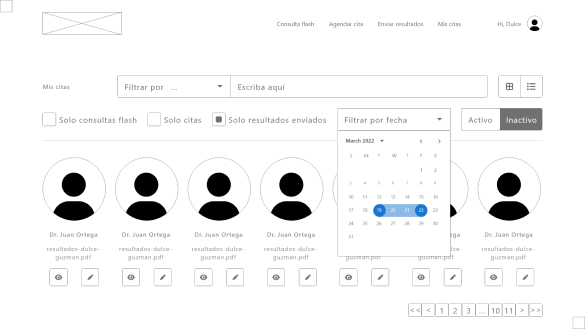 Consulta flash Agendar cita Enviar resultados Mis citas Hi, Dulce
Mis citas Filtrar por ... Escriba aquí
Solo consultas flash Solo citas Solo resultados enviados Filtrar por fecha Activo Inactivo
March 2022
S M T W T F S
1 2
3 4 5 6 7 8 9
10 11 12 13 14 15 16
17 18 19 20 21 22 23
24 25 26 27 28 29 30
31
Dr. Juan Ortega Dr. Juan Ortega Dr. Juan Ortega Dr. Juan Ortega Dr. Juan Ortega
resultados-dulce- resultados-dulce- resultados-dulce- resultados-dulce- resultados-dulce-
guzman.pdf guzman.pdf guzman.pdf guzman.pdf guzman.pdf guzman.pdf guzman.pdf
<< < 1 2 3 ... 10 11 > >>